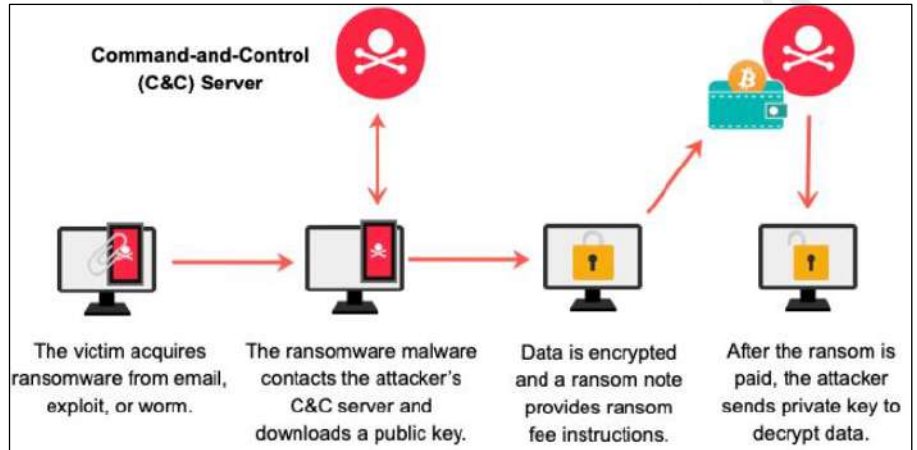 Command-and-Control
(C&C) Server
The victim acquires
ransomware from email,
exploit, or worm.
The ransomware malware
contacts the attacker's
C&C server and
downloads a public key.
Data is encrypted
and a ransom note
provides ransom
fee instructions.
After the ransom is
paid, the attacker
sends private key to
decrypt data.